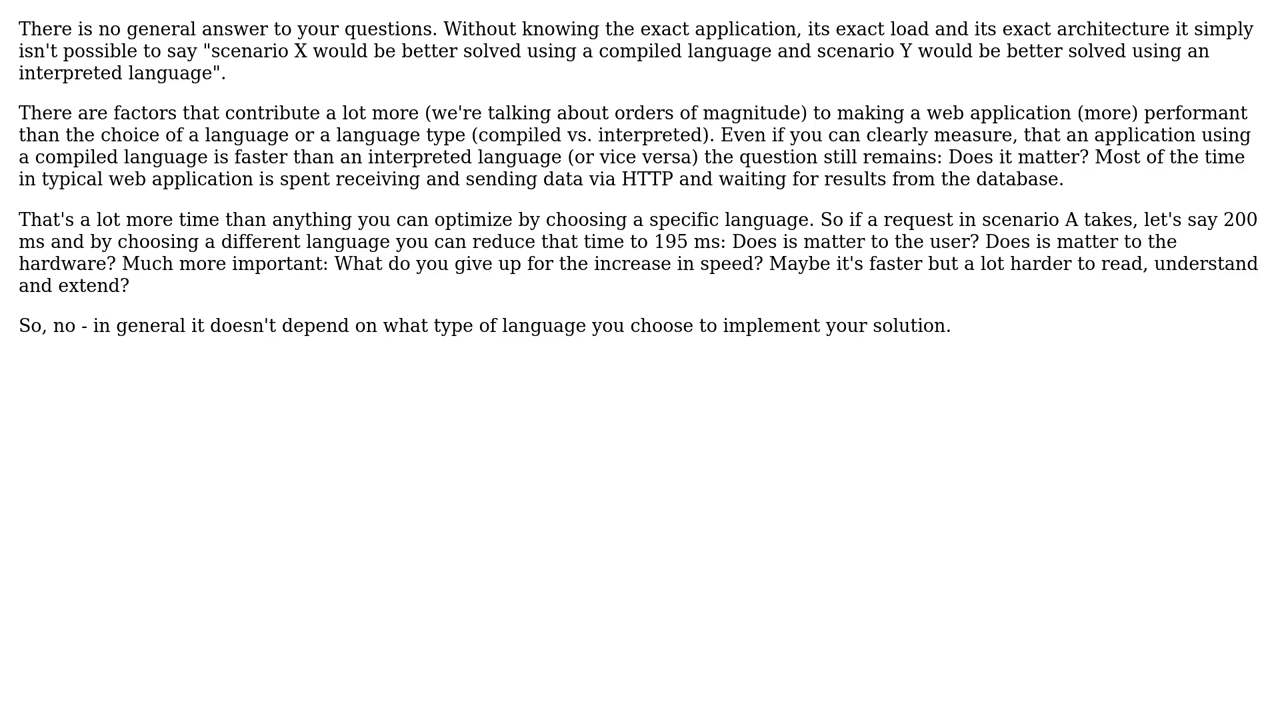 There is no general answer to your questions. Without knowing the exact application, its exact load and its exact architecture it simply
isn't possible to say "scenario X would be better solved using a compiled language and scenario Y would be better solved using an
interpreted language".
There are factors that contribute a lot more (we're talking about orders of magnitude) to making a web application (more) performant
than the choice of a language or a language type (compiled vs. interpreted). Even if you can clearly measure, that an application using
a compiled language is faster than an interpreted language (or vice versa) the question still remains: Does it matter? Most of the time
in typical web application is spent receiving and sending data via HTTP and waiting for results from the database.
That's a lot more time than anything you can optimize by choosing a specific language. So if a request in scenario A takes, let's say 200
ms and by choosing a different language you can reduce that time to 195 ms: Does is matter to the user? Does is matter to the
hardware? Much more important: What do you give up for the increase in speed? Maybe it's faster but a lot harder to read, understand
and extend?
So, no - in general it doesn't depend on what type of language you choose to implement your solution.